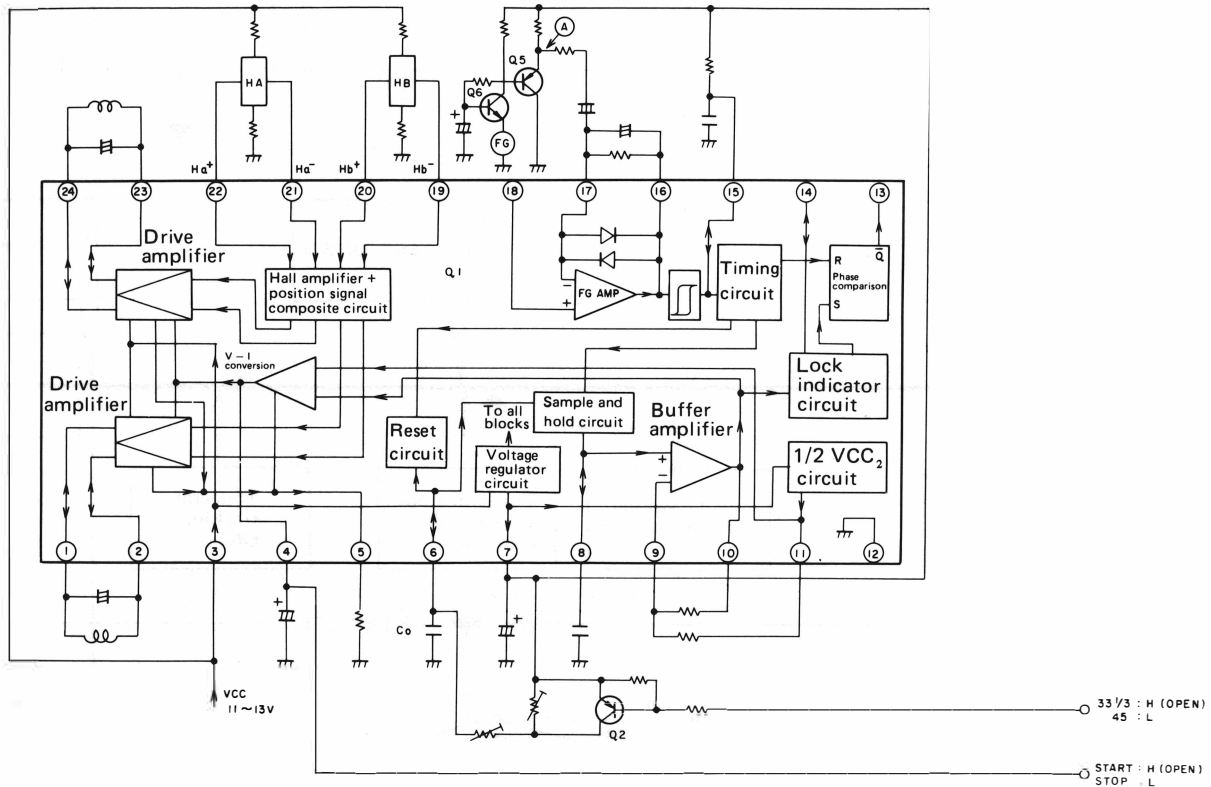 A
Q5
HA
HB
Q6
+
FG
Ha+
Ha-
Hb+
Hb-
24
23
22
21
20
19
18
17
16
15
14
13
Drive
amplifier
Q1
Hall amplifier +
position signal
composite circuit
-
+
FG AMP
Timing
circuit
R
Q̅
Phase
comparison
S
V-I
conversion
Drive
amplifier
Reset
circuit
To all
blocks
Sample and
hold circuit
Voltage
regulator
circuit
Buffer
amplifier
+
-
Lock
indicator
circuit
1/2 VCC2
circuit
1
2
3
4
5
6
7
8
9
10
11
12
+
Co
+
VCC
11~13V
Q2
33 1/3 : H (OPEN)
45 : L
START : H (OPEN)
STOP : L